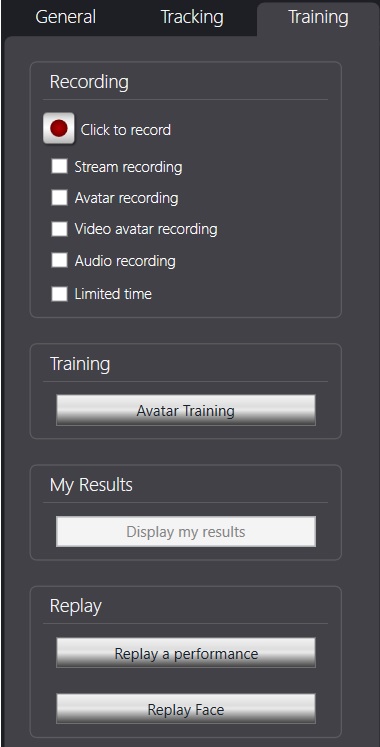 General Tracking Training
Recording
Click to record
Stream recording
Avatar recording
Video avatar recording
Audio recording
Limited time
Training
Avatar Training
My Results
Display my results
Replay
Replay a performance
Replay Face